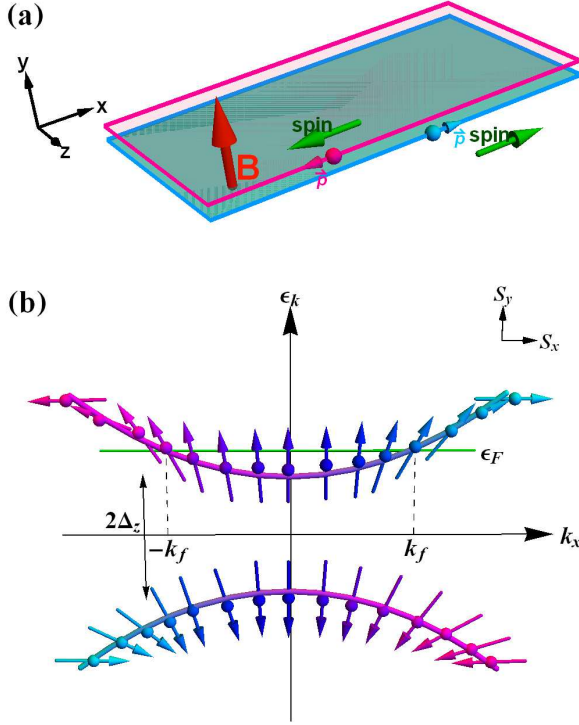 (a)
y
x
z
spin
B
p⃗
p⃗
spin
(b)
ϵk
Sy
Sx
ϵF
2Δz
−kf
kf
kx